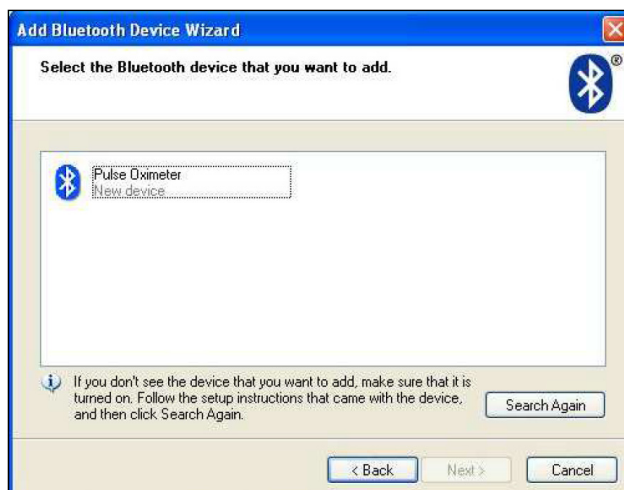 Add Bluetooth Device Wizard
Select the Bluetooth device that you want to add.
®
Pulse Oximeter
New device
If you don't see the device that you want to add, make sure that it is
turned on. Follow the setup instructions that came with the device,
and then click Search Again.
Search Again
< Back
Next >
Cancel